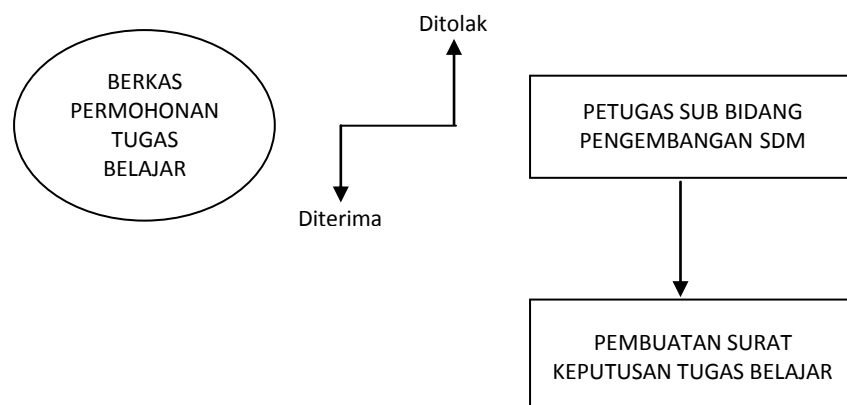 Ditolak
BERKAS
PERMOHONAN
TUGAS
BELAJAR
PETUGAS SUB BIDANG
PENGEMBANGAN SDM
Diterima
PEMBUATAN SURAT
KEPUTUSAN TUGAS BELAJAR